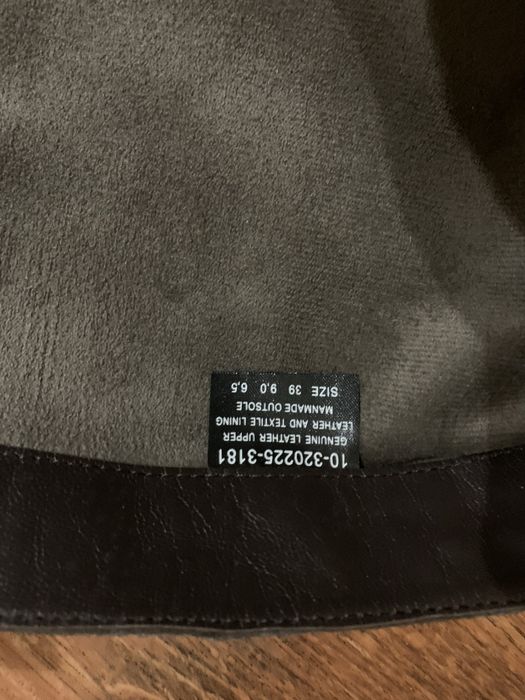 10-320225-3181
GENUINE LEATHER UPPER
LEATHER AND TEXTILE LINING
MANMADE OUTSOLE
SIZE 39 9,0 6,5